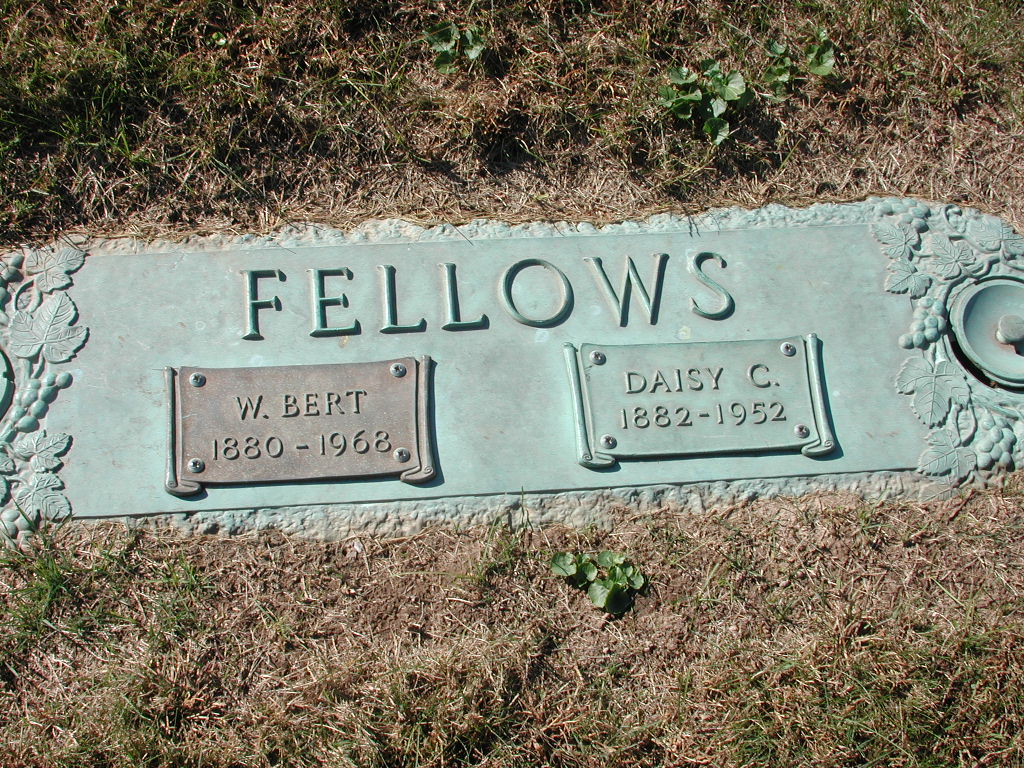 FELLOWS
W. BERT
1880-1968
DAISY C.
1882-1952